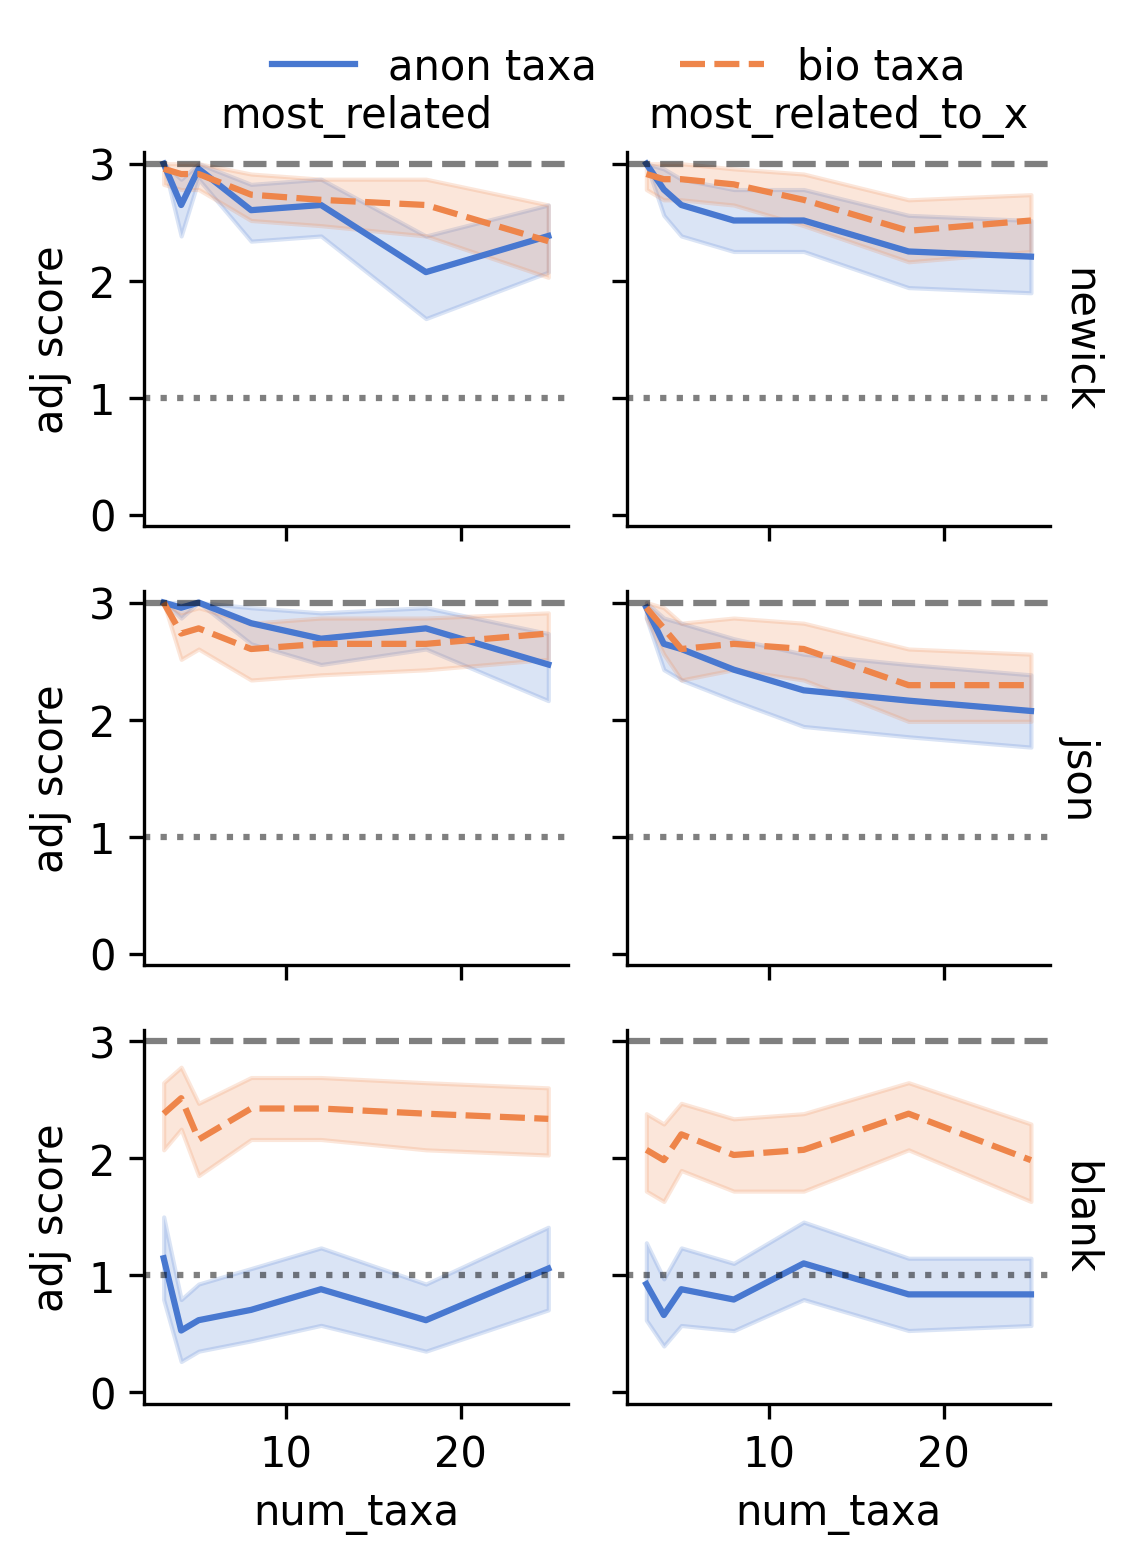 anon taxa bio taxa
most_related most_related_to_x
3
2
1
0
adj score
newick
3
2
1
0
adj score
json
3
2
1
0
adj score
blank
10 20 10 20
num_taxa num_taxa